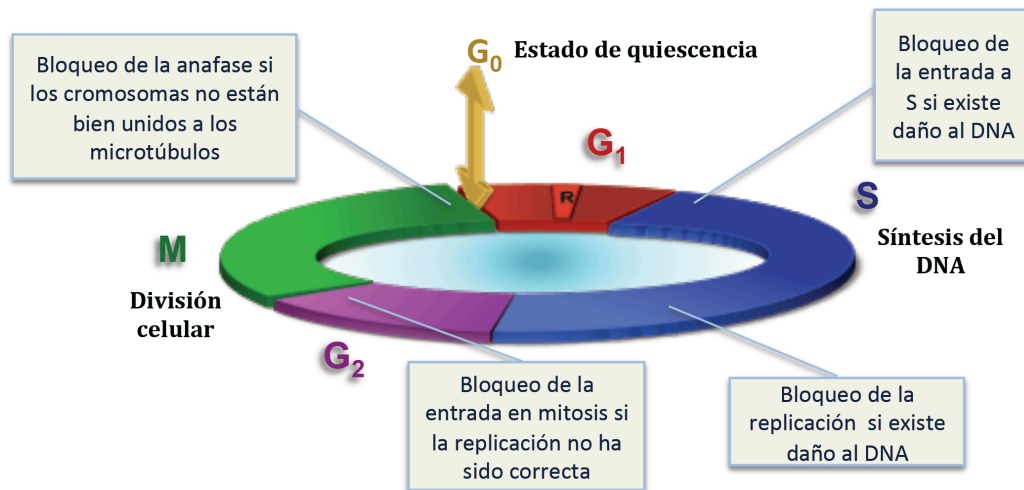 Bloqueo de la anafase si
los cromosomas no están
bien unidos a los
microtúbulos
G0 Estado de quiescencia
Bloqueo de
la entrada a
S si existe
daño al DNA
G1
R
S
Síntesis del
DNA
M
División
celular
G2
Bloqueo de la
entrada en mitosis si
la replicación no ha
sido correcta
Bloqueo de la
replicación si existe
daño al DNA